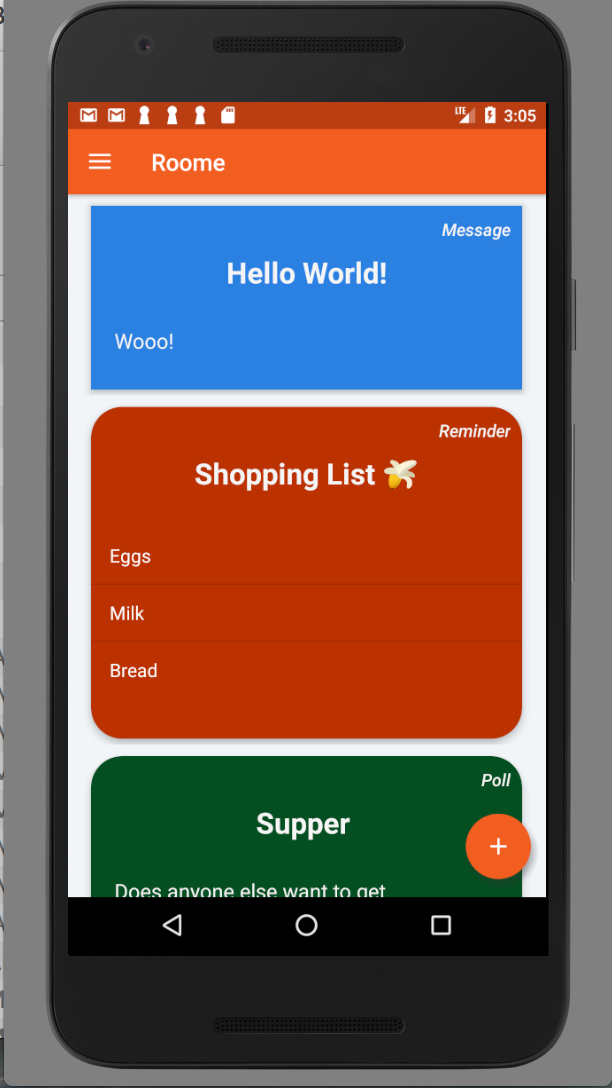 LTE 3:05
Roome
Message
Hello World!
Wooo!
Reminder
Shopping List 🍌
Eggs
Milk
Bread
Poll
Supper
Does anyone else want to get